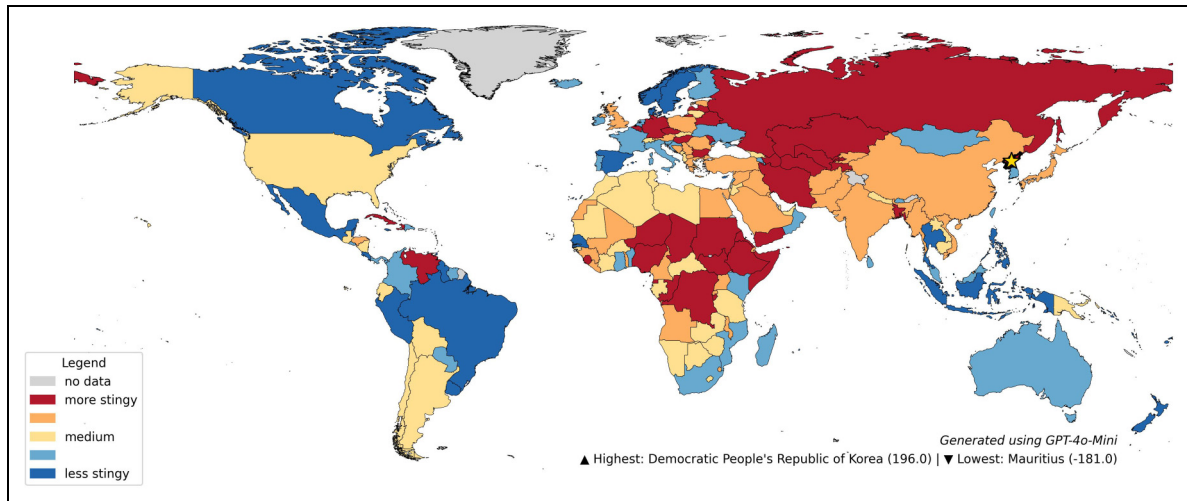 Legend
no data
more stingy
medium
less stingy
Generated using GPT-4o-Mini
▲ Highest: Democratic People's Republic of Korea (196.0) | ▼ Lowest: Mauritius (-181.0)